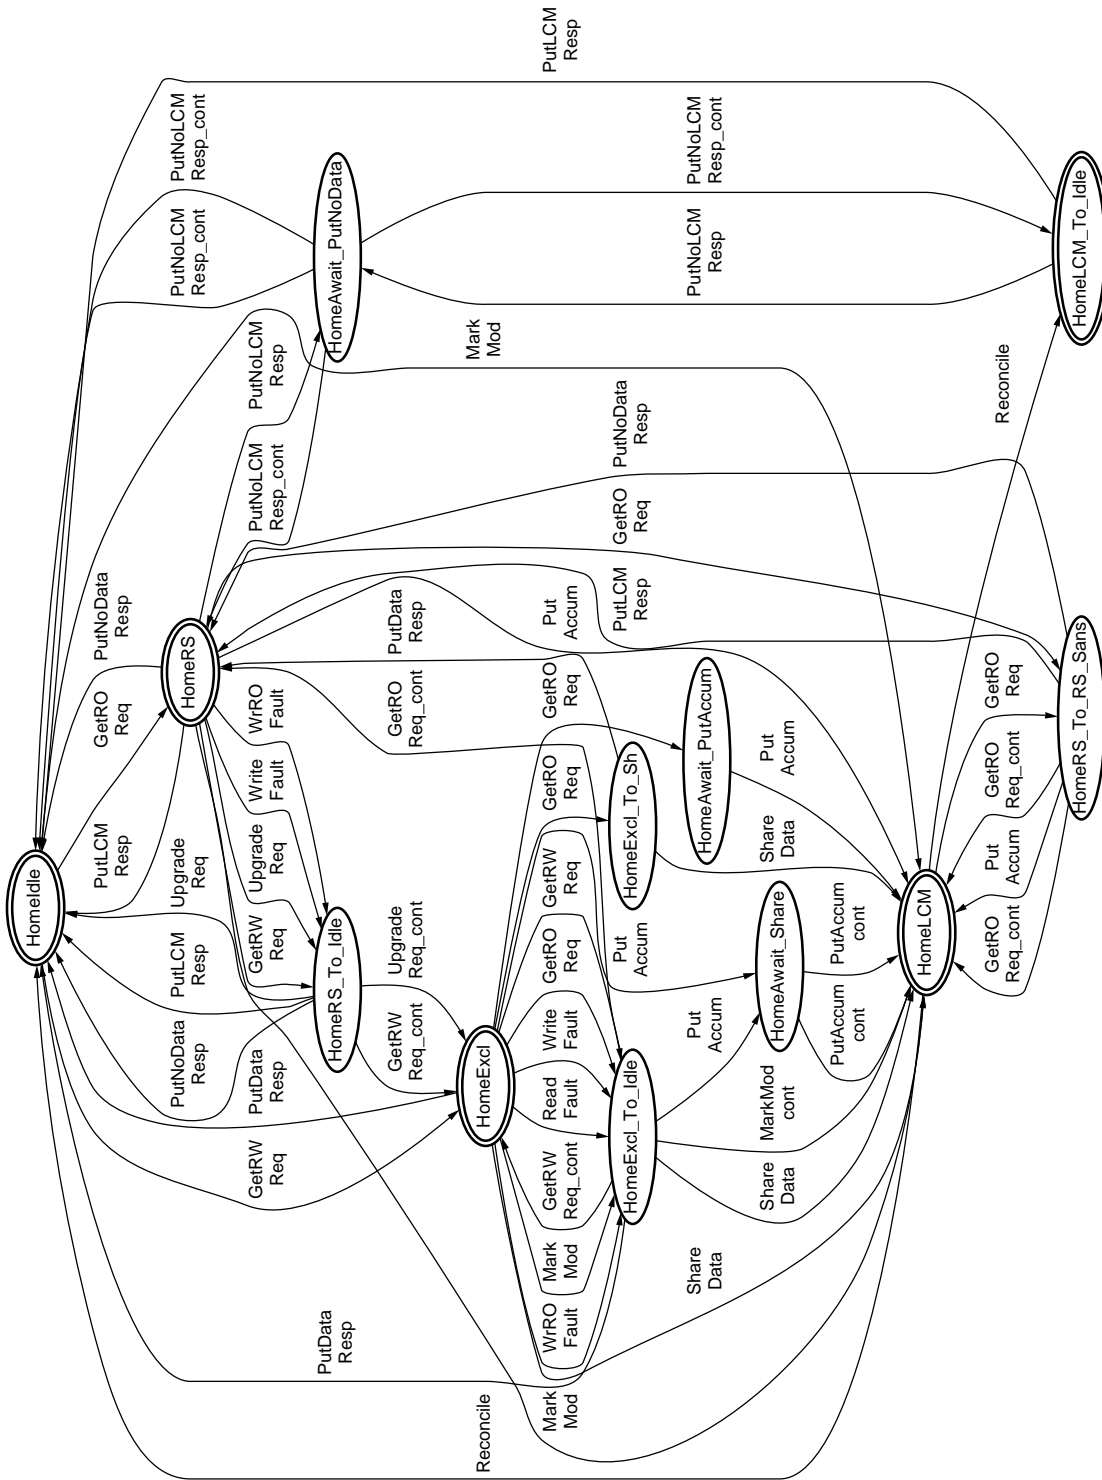 HomeIdle
PutLCM
Resp
GetRO
Req
PutNoData
Resp
PutNoData
Resp
PutLCM
Resp
Upgrade
Req
HomeRS
PutNoLCM
Resp_cont
PutNoLCM
Resp_cont
GetRW
Req
PutData
Resp
GetRW
Req
Upgrade
Req
Write
Fault
WrRO
Fault
PutNoLCM
Resp_cont
PutNoLCM
Resp
PutData
Resp
HomeRS_To_Idle
HomeAwait_PutNoData
GetRW
Req_cont
Upgrade
Req_cont
GetRO
Req_cont
PutData
Resp
Reconcile
HomeExcl
Mark
Mod
Mark
Mod
WrRO
Fault
Mark
Mod
GetRW
Req_cont
Read
Fault
Write
Fault
GetRO
Req
GetRW
Req
GetRO
Req
GetRO
Req
Put
Accum
PutLCM
Resp
HomeExcl_To_Idle
Put
Accum
HomeExcl_To_Sh
PutLCM
Resp
GetRO
Req
PutNoData
Resp
Share
Data
Put
Accum
HomeAwait_PutAccum
PutNoLCM
Resp
PutNoLCM
Resp_cont
Share
Data
MarkMod
cont
HomeAwait_Share
Share
Data
Put
Accum
PutAccum
cont
PutAccum
cont
HomeLCM
GetRO
Req_cont
Put
Accum
GetRO
Req_cont
GetRO
Req
Reconcile
HomeRS_To_RS_Sans
HomeLCM_To_Idle